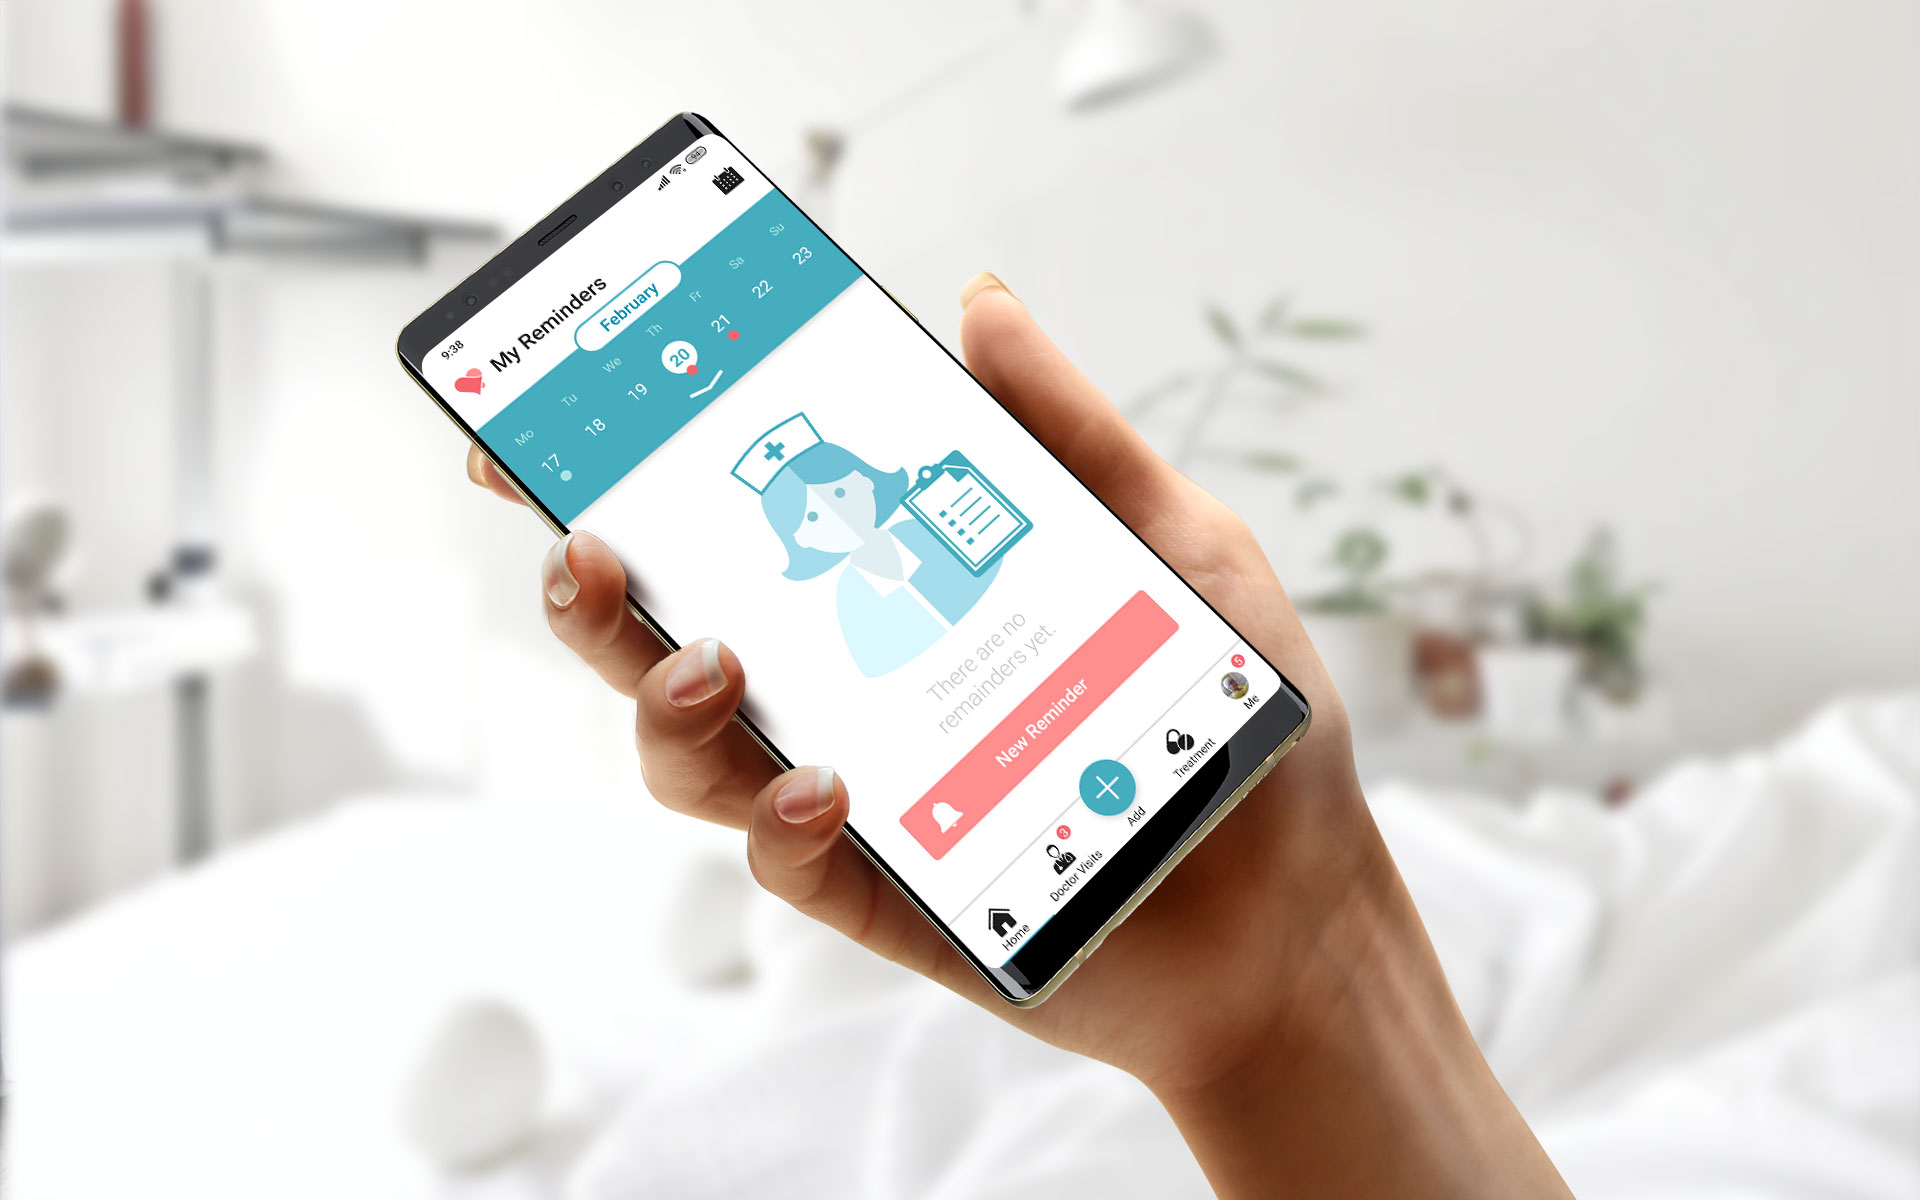 9:38
94
My Reminders
February
Mo Tu We Th Fr Sa Su
17 18 19 20 21 22 23
There are no
remainders yet.
New Reminder
Home
3
Doctor Visits
Add
Treatment
5
Me